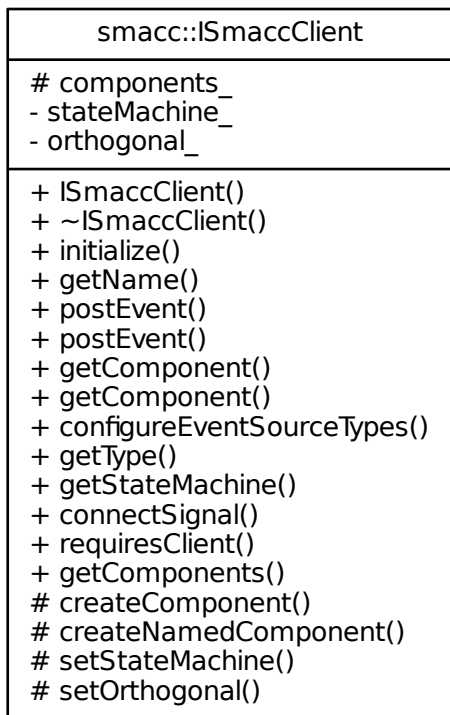 smacc::ISmaccClient
# components_
- stateMachine_
- orthogonal_
+ ISmaccClient()
+ ~ISmaccClient()
+ initialize()
+ getName()
+ postEvent()
+ postEvent()
+ getComponent()
+ getComponent()
+ configureEventSourceTypes()
+ getType()
+ getStateMachine()
+ connectSignal()
+ requiresClient()
+ getComponents()
# createComponent()
# createNamedComponent()
# setStateMachine()
# setOrthogonal()